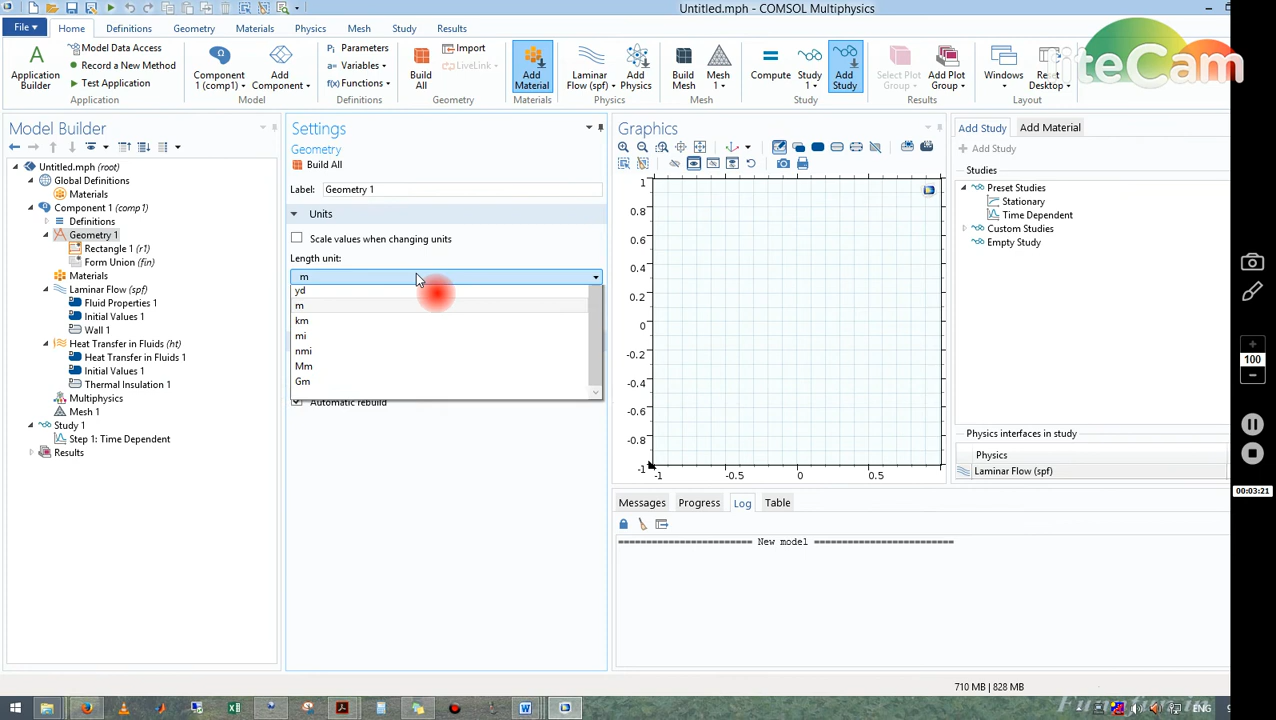 Untitled.mph - COMSOL Multiphysics
File
Home
Definitions
Geometry
Materials
Physics
Mesh
Study
Results
Application
Builder
Model Data Access
Record a New Method
Test Application
Application
Component
1 (comp1)
Add
Component
Model
Parameters
Variables
Functions
Definitions
Build
All
Import
LiveLink
Geometry
Add
Material
Materials
Laminar
Flow (spf)
Add
Physics
Physics
Build
Mesh
Mesh
1
Mesh
Compute
Study
1
Add
Study
Study
Select Plot
Group
Add Plot
Group
Results
Windows
Reset
Desktop
Layout
iteCam
Model Builder
Untitled.mph (root)
Global Definitions
Materials
Component 1 (comp1)
Definitions
Geometry 1
Rectangle 1 (r1)
Form Union (fin)
Materials
Laminar Flow (spf)
Fluid Properties 1
Initial Values 1
Wall 1
Heat Transfer in Fluids (ht)
Heat Transfer in Fluids 1
Initial Values 1
Thermal Insulation 1
Multiphysics
Mesh 1
Study 1
Step 1: Time Dependent
Results
Settings
Geometry
Build All
Label: Geometry 1
Units
Scale values when changing units
Length unit:
m
yd
m
km
mi
nmi
Mm
Gm
Automatic rebuild
Graphics
1
0.8
0.6
0.4
0.2
0
-0.2
-0.4
-0.6
-0.8
-1
-1 -0.5 0 0.5
Messages Progress Log Table
======================== New model ========================
Add Study Add Material
Add Study
Studies
Preset Studies
Stationary
Time Dependent
Custom Studies
Empty Study
Physics interfaces in study
Physics
Laminar Flow (spf)
710 MB | 828 MB
100
00:03:21
ENG